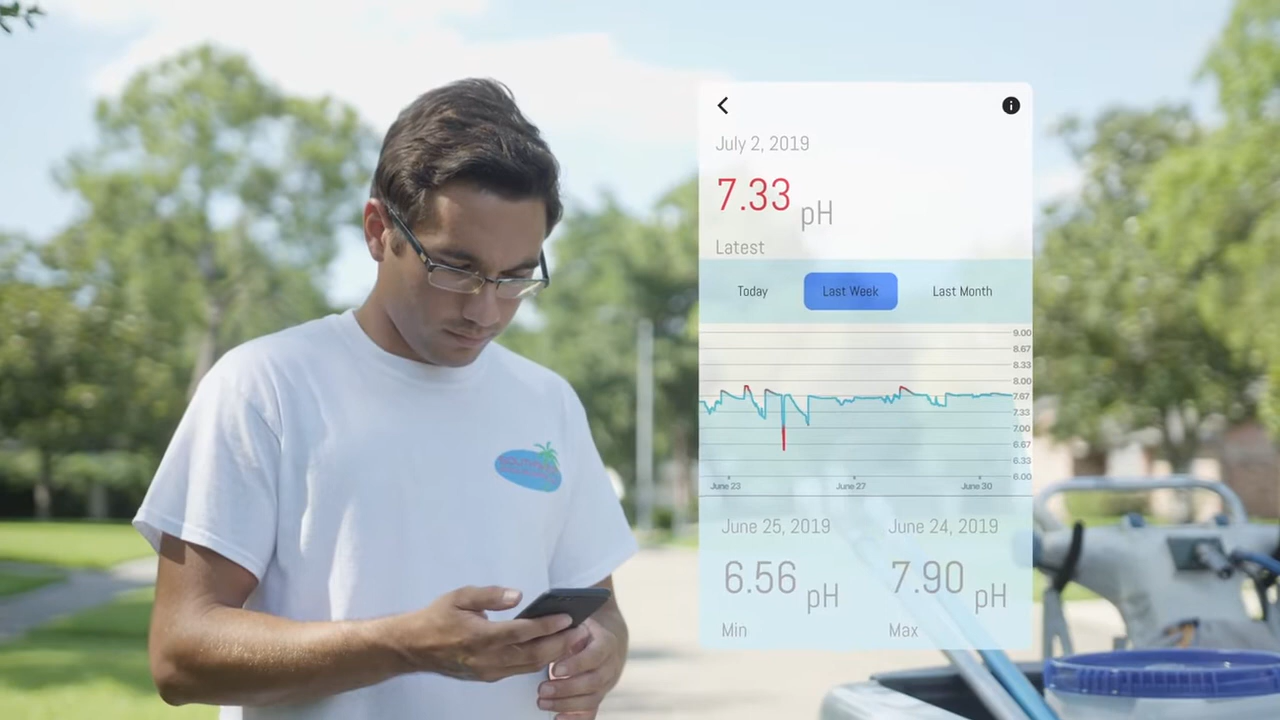 July 2, 2019
7.33 pH
Latest
Today Last Week Last Month
9.00
8.67
8.33
8.00
7.67
7.33
7.00
6.67
6.33
6.00
June 23 June 27 June 30
June 25, 2019 June 24, 2019
6.56 pH 7.90 pH
Min Max